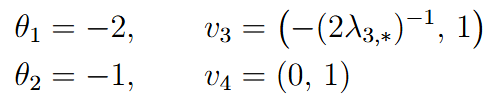 θ₁ = −2, v₃ = (−(2λ₃,∗)⁻¹, 1)
θ₂ = −1, v₄ = (0, 1)